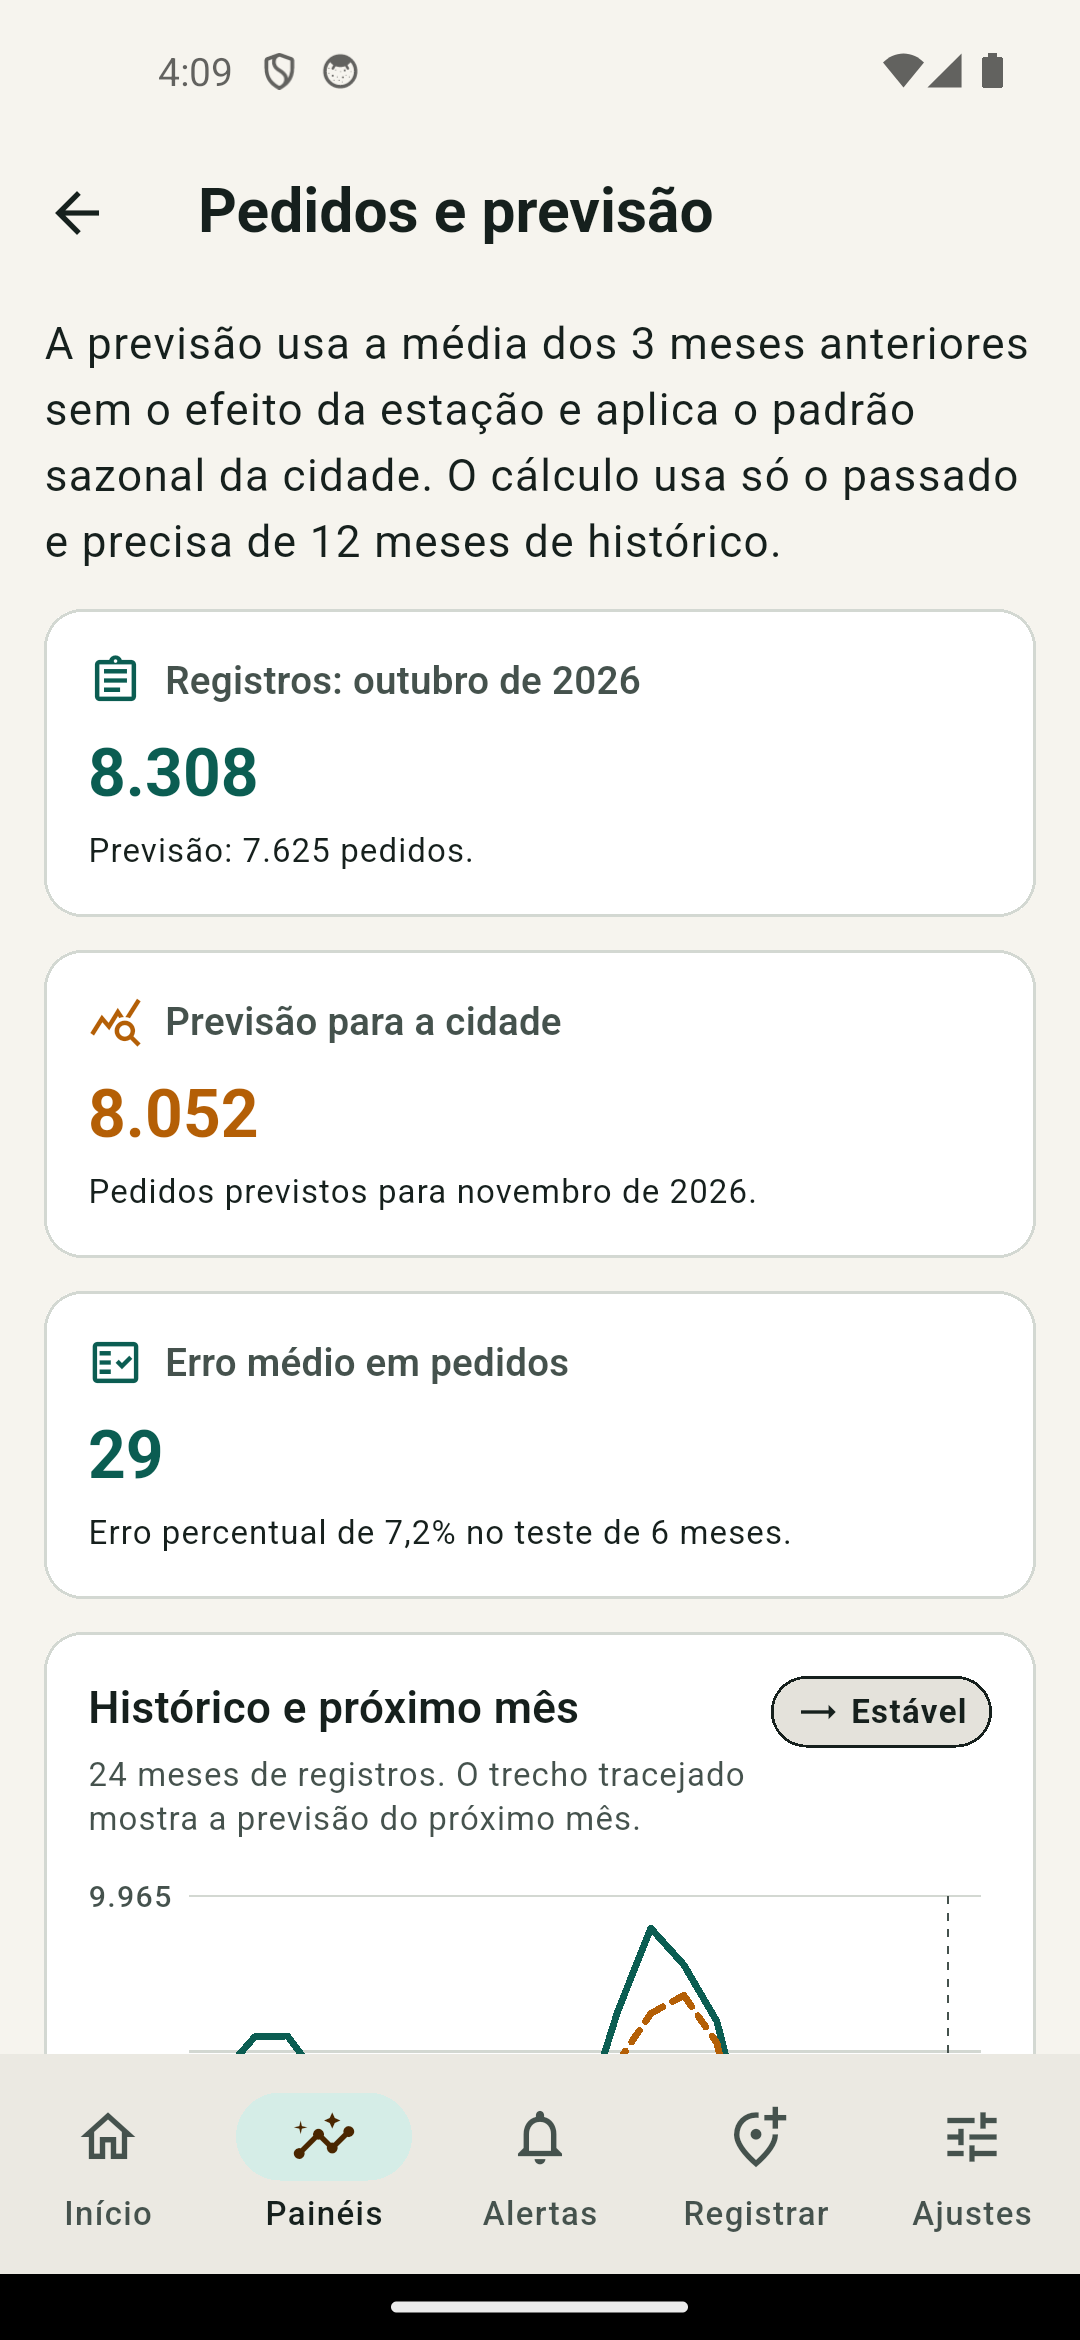 4:09
Pedidos e previsão
A previsão usa a média dos 3 meses anteriores
sem o efeito da estação e aplica o padrão
sazonal da cidade. O cálculo usa só o passado
e precisa de 12 meses de histórico.
Registros: outubro de 2026
8.308
Previsão: 7.625 pedidos.
Previsão para a cidade
8.052
Pedidos previstos para novembro de 2026.
Erro médio em pedidos
29
Erro percentual de 7,2% no teste de 6 meses.
Histórico e próximo mês
→ Estável
24 meses de registros. O trecho tracejado
mostra a previsão do próximo mês.
9.965
Início
Painéis
Alertas
Registrar
Ajustes